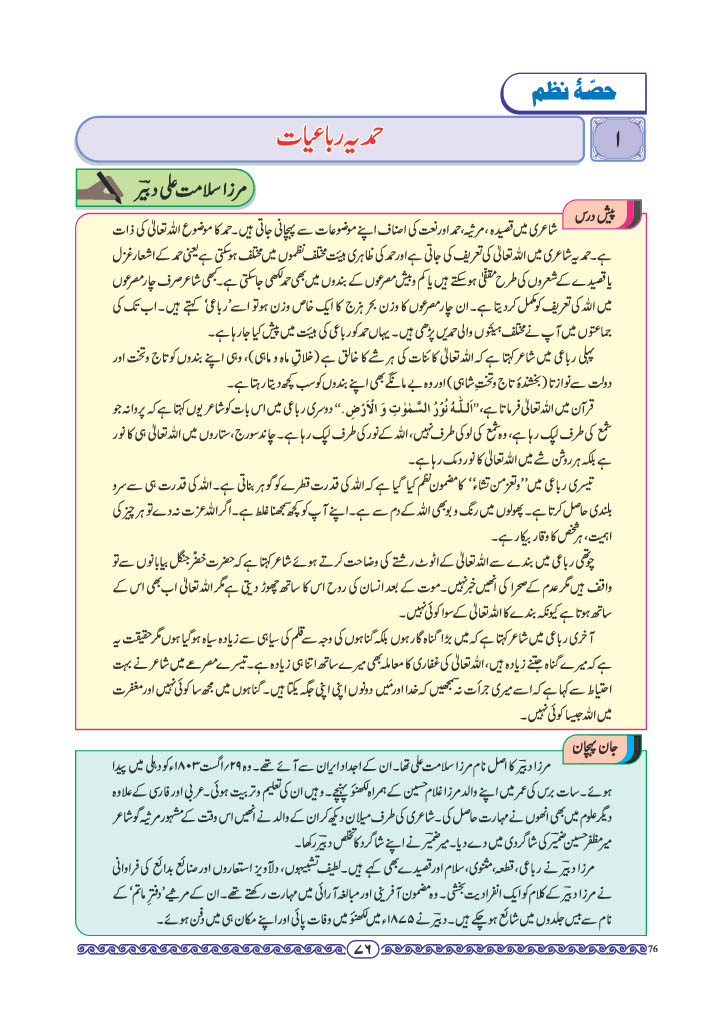 حصّۂ نظم
۱
حمدیہ رباعیات
مرزا سلامت علی دبیرؔ
پیش درس
شاعری میں قصیدہ، مرثیہ، حمد اور نعت کی اصناف اپنے موضوعات سے پہچانی جاتی ہیں۔ حمد کا موضوع اللہ تعالیٰ کی ذات
ہے۔ حمدیہ شاعری میں اللہ تعالیٰ کی تعریف کی جاتی ہے اور حمد کی ظاہری ہیئت مختلف نظموں میں مختلف ہو سکتی ہے یعنی حمد کے اشعار غزل
یا قصیدے کے شعروں کی طرح مقفّٰی ہو سکتے ہیں یا کم و بیش مصرعوں کے بندوں میں بھی حمد لکھی جا سکتی ہے۔ کبھی شاعر صرف چار مصرعوں
میں اللہ کی تعریف کو مکمل کر دیتا ہے۔ ان چار مصرعوں کا وزن بحر ہزج کا ایک خاص وزن ہو تو اسے ’رباعی‘ کہتے ہیں۔ اب تک کی
جماعتوں میں آپ نے مختلف ہیئتوں والی حمدیں پڑھی ہیں۔ یہاں حمد کو رباعی کی ہیئت میں پیش کیا جا رہا ہے۔
پہلی رباعی میں شاعر کہتا ہے کہ اللہ تعالیٰ کائنات کی ہر شے کا خالق ہے (خلّاقِ ماہ و ماہی)، وہی اپنے بندوں کو تاج و تخت اور
دولت سے نوازتا (بخشندۂ تاج و تختِ شاہی) اور وہ بے مانگے بھی اپنے بندوں کو سب کچھ دیتا رہتا ہے۔
قرآن میں اللہ تعالیٰ فرماتا ہے، ”اَللّٰہُ نُوْرُ السَّمٰوٰتِ وَ الْاَرْضِ.“ دوسری رباعی میں اس بات کو شاعر یوں کہتا ہے کہ پروانہ جو
شمع کی طرف لپک رہا ہے، وہ شمع کی لو کی طرف نہیں، اللہ کے نور کی طرف لپک رہا ہے۔ چاند سورج، ستاروں میں اللہ تعالیٰ ہی کا نور
ہے بلکہ ہر روشن شے میں اللہ تعالیٰ کا نور دمک رہا ہے۔
تیسری رباعی میں ”وتعز من تشاء“ کا مضمون نظم کیا گیا ہے کہ اللہ کی قدرت قطرے کو گوہر بناتی ہے۔ اللہ کی قدرت ہی سے سرو
بلندی حاصل کرتا ہے۔ پھولوں میں رنگ و بو بھی اللہ کے دم سے ہے۔ اپنے آپ کو کچھ سمجھنا غلط ہے۔ اگر اللہ عزت نہ دے تو ہر چیز کی
اہمیت، ہر شخص کا وقار بیکار ہے۔
چوتھی رباعی میں بندے سے اللہ تعالیٰ کے اٹوٹ رشتے کی وضاحت کرتے ہوئے شاعر کہتا ہے کہ حضرت خضرؑ جنگل بیابانوں سے تو
واقف ہیں مگر عدم کے صحرا کی انھیں خبر نہیں۔ موت کے بعد انسان کی روح اس کا ساتھ چھوڑ دیتی ہے مگر اللہ تعالیٰ اب بھی اس کے
ساتھ ہوتا ہے کیونکہ بندے کا اللہ تعالیٰ کے سوا کوئی نہیں۔
آخری رباعی میں شاعر کہتا ہے کہ میں بڑا گناہ گار ہوں بلکہ گناہوں کی وجہ سے قلم کی سیاہی سے زیادہ سیاہ ہو گیا ہوں مگر حقیقت یہ
ہے کہ میرے گناہ جتنے زیادہ ہیں، اللہ تعالیٰ کی غفاری کا معاملہ بھی میرے ساتھ اتنا ہی زیادہ ہے۔ تیسرے مصرعے میں شاعر نے بہت
احتیاط سے کہا ہے کہ اسے میری جرأت نہ سمجھیں کہ خدا اور مَیں دونوں اپنی اپنی جگہ یکتا ہیں۔ گناہوں میں مجھ سا کوئی نہیں اور مغفرت
میں اللہ جیسا کوئی نہیں۔
جان پہچان
مرزا دبیرؔ کا اصل نام مرزا سلامت علی تھا۔ ان کے اجداد ایران سے آئے تھے۔ وہ ۲۹؍ اگست ۱۸۰۳ء کو دہلی میں پیدا
ہوئے۔ سات برس کی عمر میں اپنے والد مرزا غلام حسین کے ہمراہ لکھنؤ پہنچے۔ وہیں ان کی تعلیم و تربیت ہوئی۔ عربی اور فارسی کے علاوہ
دیگر علوم میں بھی انھوں نے مہارت حاصل کی۔ شاعری کی طرف میلان دیکھ کر ان کے والد نے انھیں اس وقت کے مشہور مرثیہ گو شاعر
میر مظفر حسین ضمیرؔ کی شاگردی میں دے دیا۔ میر ضمیرؔ نے اپنے شاگرد کا تخلص دبیرؔ رکھا۔
مرزا دبیرؔ نے رباعی، قطعہ، مثنوی، سلام اور قصیدے بھی کہے ہیں۔ لطیف تشبیہوں، دلآویز استعاروں اور صنائع بدائع کی فراوانی
نے مرزا دبیرؔ کے کلام کو ایک انفرادیت بخشی۔ وہ مضمون آفرینی اور مبالغہ آرائی میں مہارت رکھتے تھے۔ ان کے مرثیے ’دفترِ ماتم‘ کے
نام سے بیس جلدوں میں شائع ہو چکے ہیں۔ دبیرؔ نے ۱۸۷۵ء میں لکھنؤ میں وفات پائی اور اپنے مکان ہی میں دفن ہوئے۔
۷۶
76